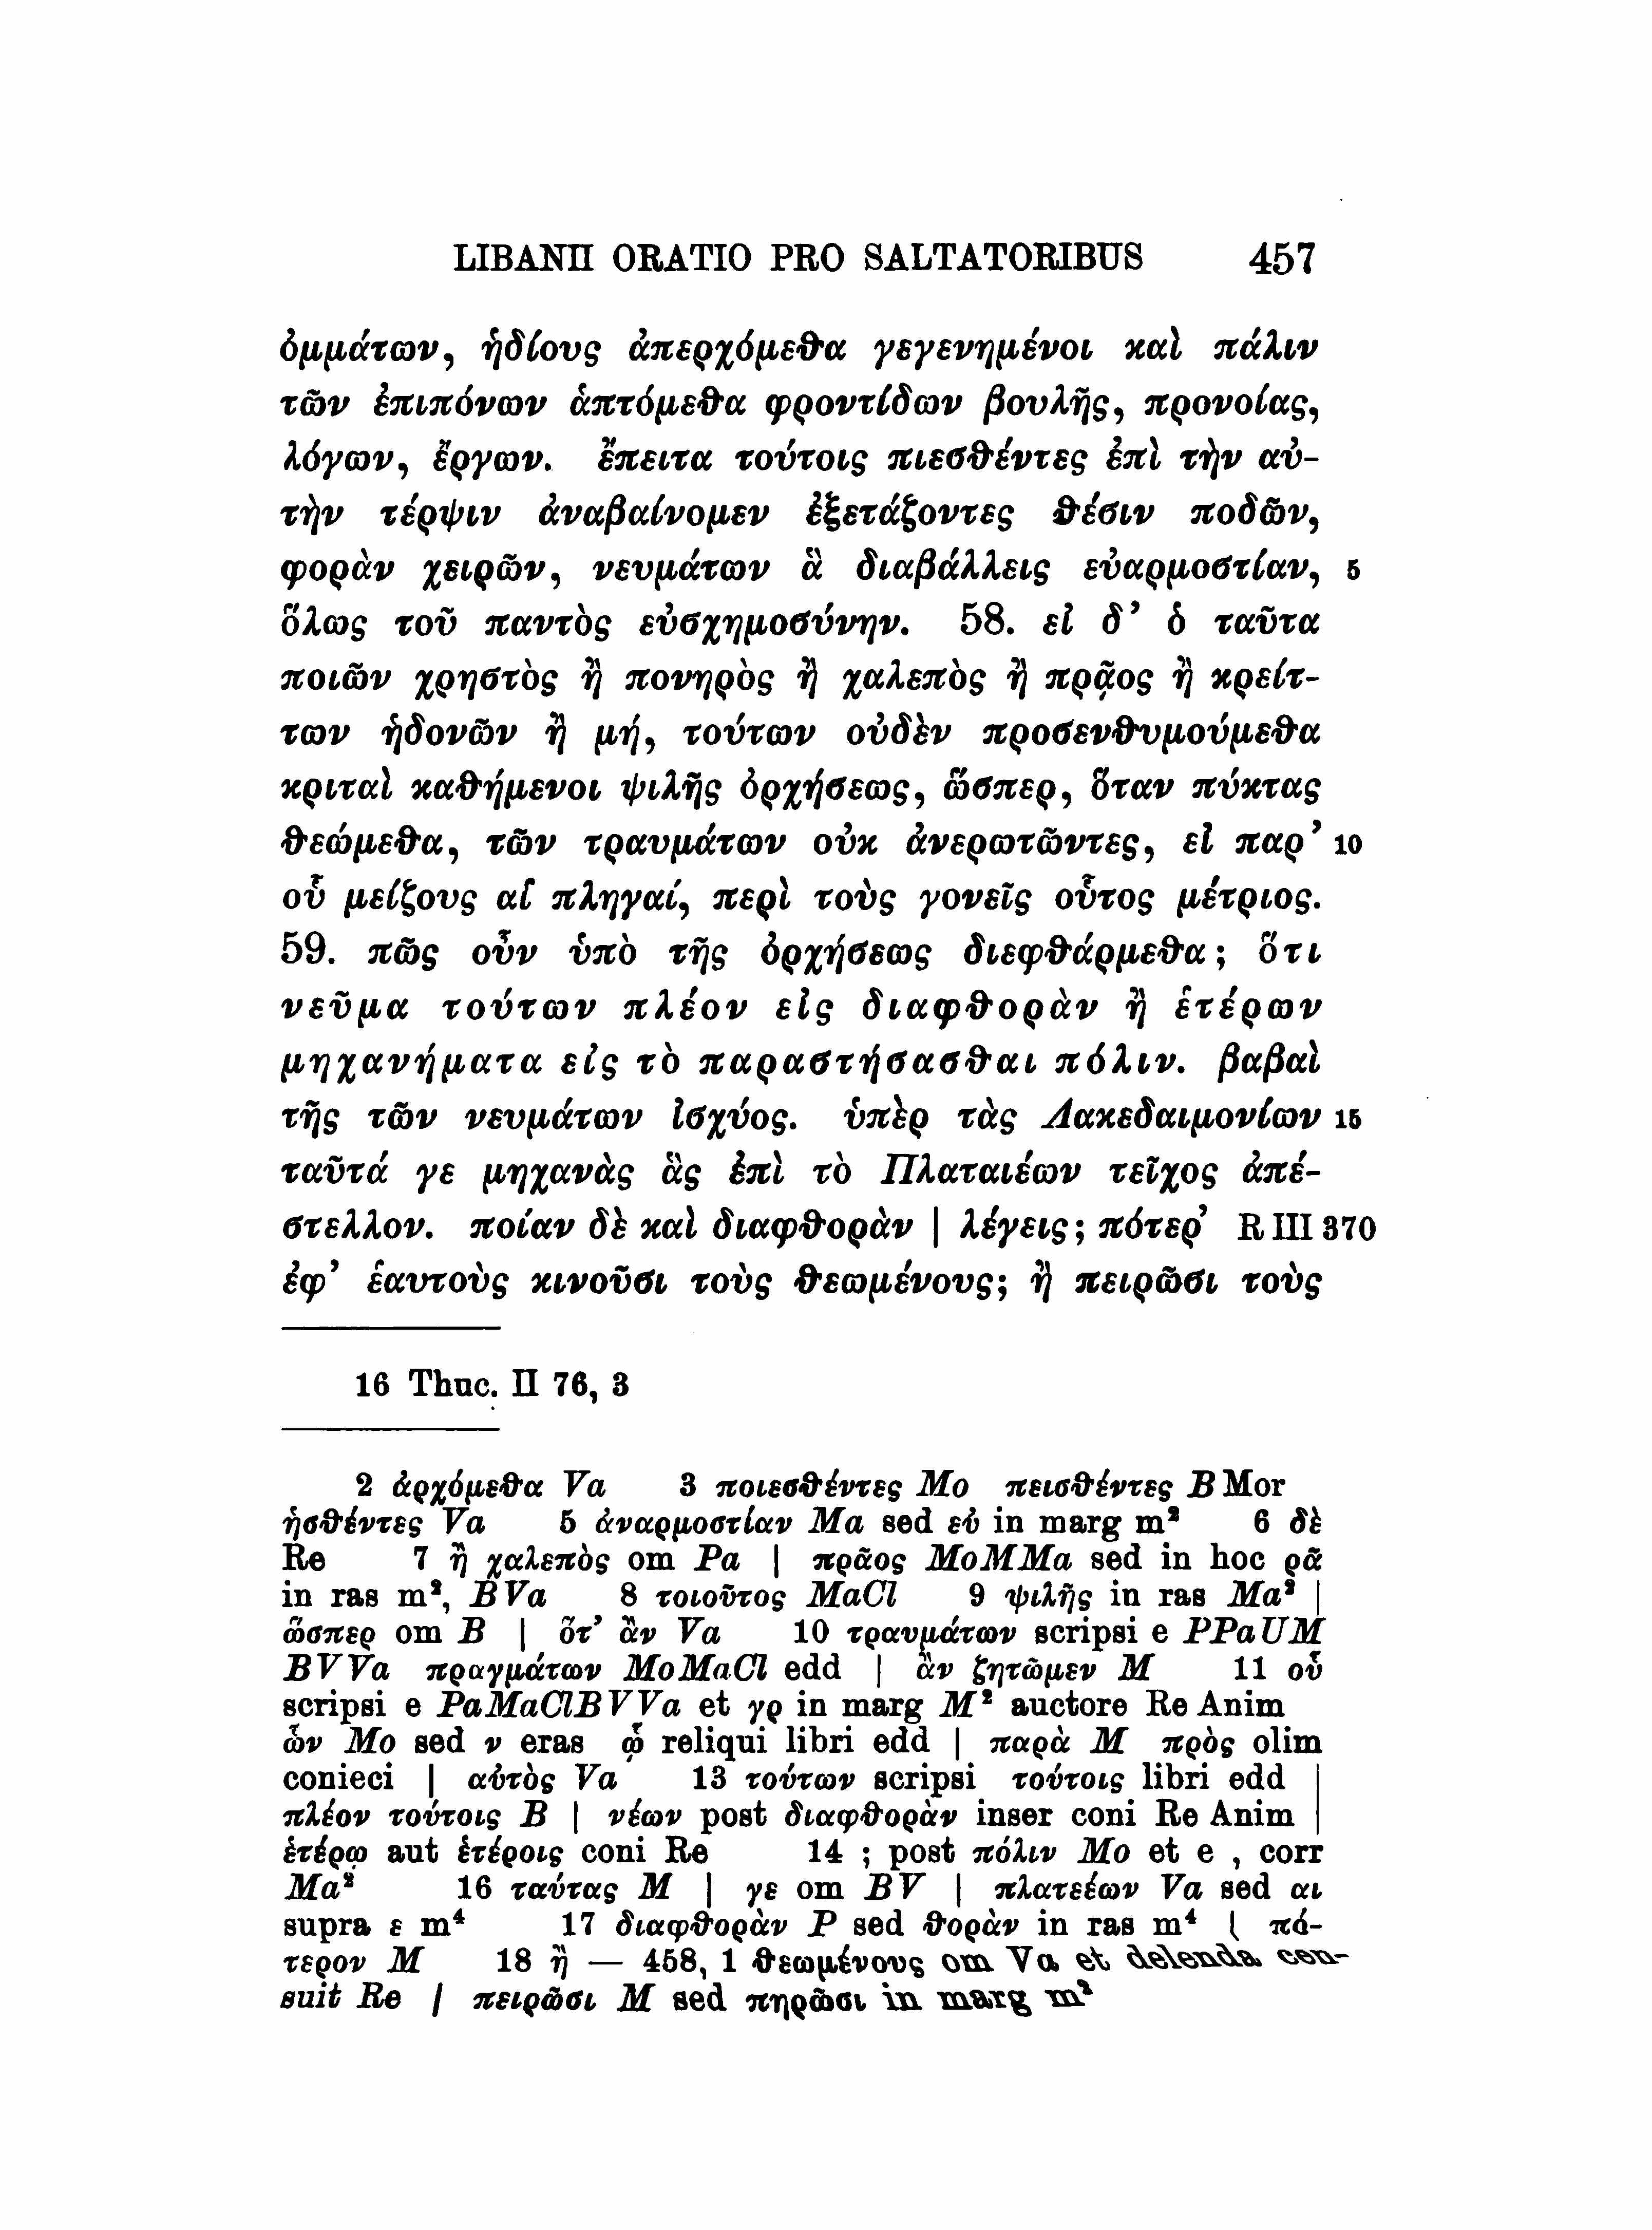 LIBANII ORATIO PRO SALTATORIBUS 457
ὀμμάτων, ἡδίους ἀπερχόμεθα γεγενημένοι καὶ πάλιν
τῶν ἐπιπόνων ἁπτόμεθα φροντίδων βουλῆς, προνοίας,
λόγων, ἔργων. ἔπειτα τούτοις πιεσθέντες ἐπὶ τὴν αὐ-
τὴν τέρψιν ἀναβαίνομεν ἐξετάζοντες θέσιν ποδῶν,
φορὰν χειρῶν, νευμάτων ἃ διαβάλλεις εὐαρμοστίαν, 5
ὅλως τοῦ παντὸς εὐσχημοσύνην. 58. εἰ δ’ ὁ ταῦτα
ποιῶν χρηστὸς ἢ πονηρὸς ἢ χαλεπὸς ἢ πρᾷος ἢ κρείτ-
των ἡδονῶν ἢ μή, τούτων οὐδὲν προσενθυμούμεθα
κριταὶ καθήμενοι ψιλῆς ὀρχήσεως, ὥσπερ, ὅταν πύκτας
θεώμεθα, τῶν τραυμάτων οὐκ ἀνερωτῶντες, εἰ παρ’ 10
οὗ μείζους αἱ πληγαί, περὶ τοὺς γονεῖς οὗτος μέτριος.
59. πῶς οὖν ὑπὸ τῆς ὀρχήσεως διεφθάρμεθα; ὅτι
νεῦμα τούτων πλέον εἰς διαφθορὰν ἢ ἑτέρων
μηχανήματα εἰς τὸ παραστήσασθαι πόλιν. βαβαὶ
τῆς τῶν νευμάτων ἰσχύος. ὑπὲρ τὰς Λακεδαιμονίων 15
ταῦτά γε μηχανὰς ἃς ἐπὶ τὸ Πλαταιέων τεῖχος ἀπέ-
στελλον. ποίαν δὲ καὶ διαφθορὰν | λέγεις; πότερ’ R III 370
ἐφ’ ἑαυτοὺς κινοῦσι τοὺς θεωμένους; ἢ πειρῶσι τοὺς
16 Thuc. II 76, 3
2 ἀρχόμεθα Va 3 ποιεσθέντες Mo πεισθέντες B Mor
ἡσθέντες Va 5 ἀναρμοστίαν Ma sed εὐ in marg m² 6 δὲ
Re 7 ἢ χαλεπὸς om Pa | πρᾶος MoMMa sed in hoc ρᾶ
in ras m², BVa 8 τοιοῦτος MaCl 9 ψιλῆς in ras Ma² |
ὥσπερ om B | ὅτ’ ἂν Va 10 τραυμάτων scripsi e PPaUM
BVVa πραγμάτων MoMaCl edd | ἂν ζητῶμεν M 11 οὗ
scripsi e PaMaClBVVa et γρ in marg M² auctore Re Anim
ὧν Mo sed ν eras ᾧ reliqui libri edd | παρὰ M πρὸς olim
conieci | αὐτὸς Va 13 τούτων scripsi τούτοις libri edd |
πλέον τούτοις B | νέων post διαφθορὰν inser coni Re Anim |
ἑτέρῳ aut ἑτέροις coni Re 14 ; post πόλιν Mo et e , corr
Ma² 16 ταύτας M | γε om BV | πλατεέων Va sed αι
supra ε m⁴ 17 διαφθορὰν P sed θορὰν in ras m⁴ | πό-
τερον M 18 ἢ — 458, 1 θεωμένους om Va et delenda cen-
suit Re | πειρῶσι M sed πηρῶσι in marg m²